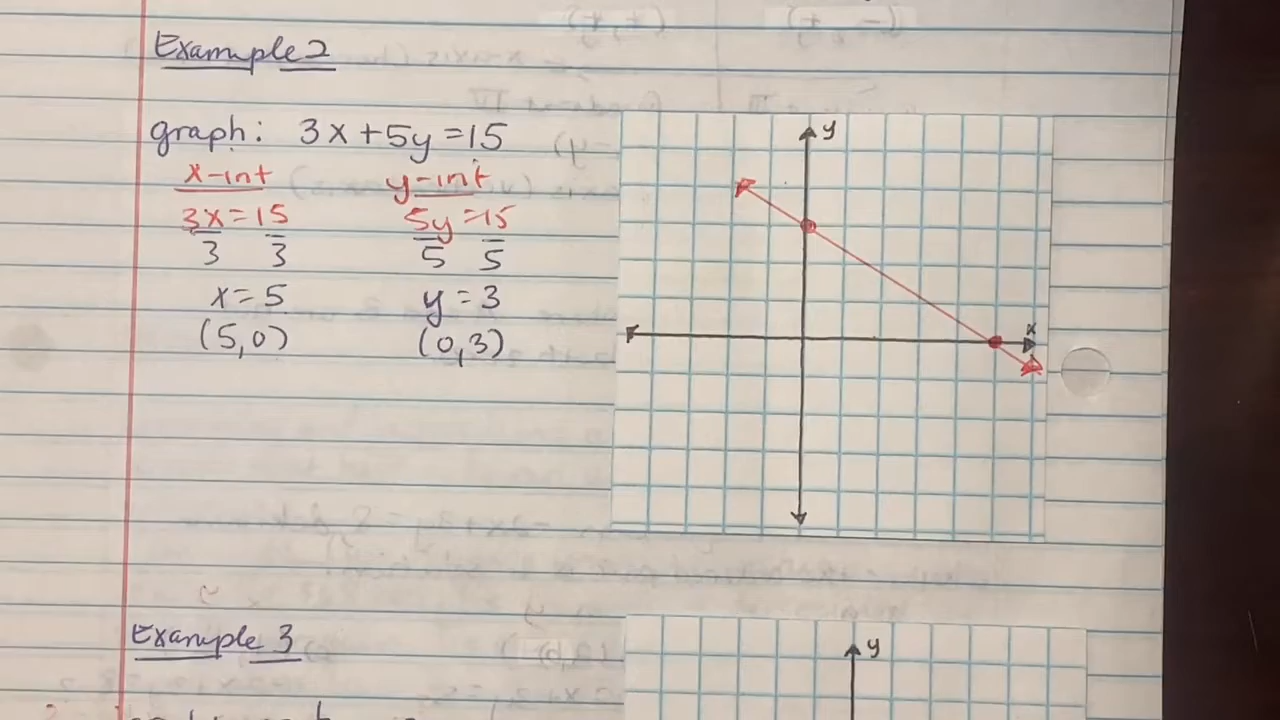 Example 2
graph: 3x+5y=15
x-int y-int
3x=15 5y=15
3 3 5 5
x=5 y=3
(5,0) (0,3)
y
x
Example 3
y